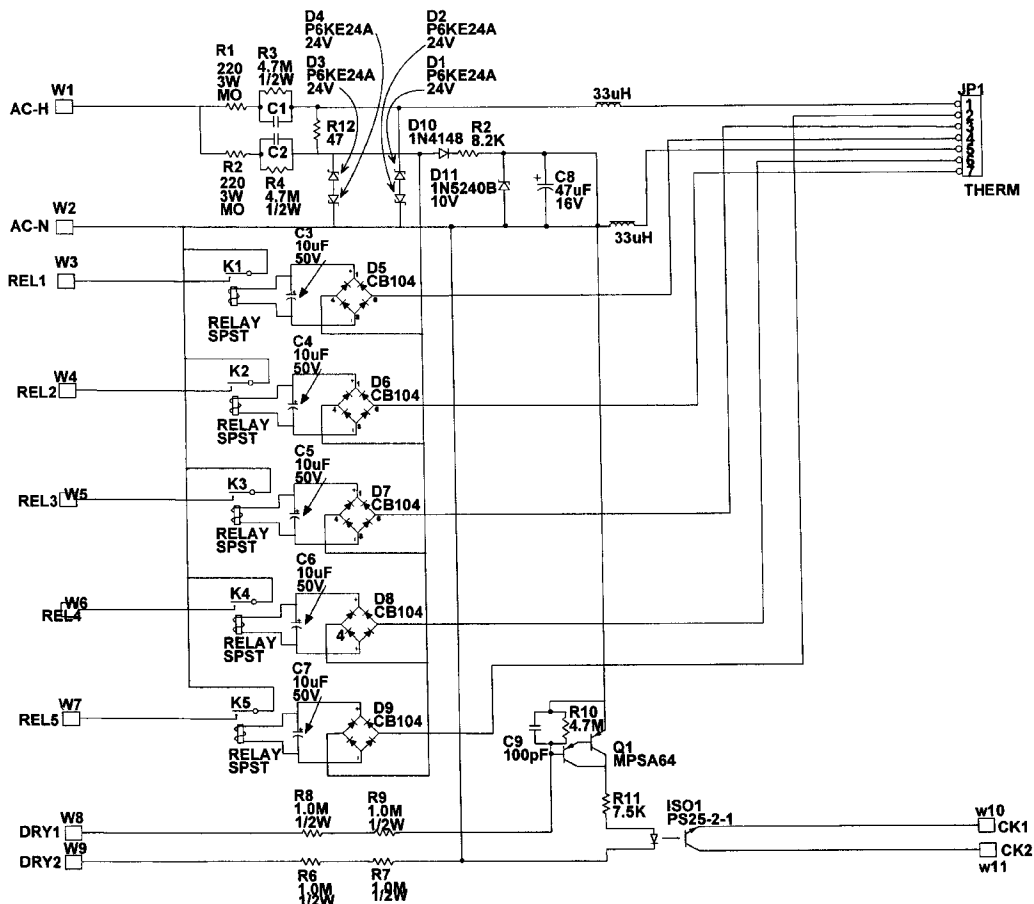 D4
P6KE24A
24V
D3
P6KE24A
24V
D2
P6KE24A
24V
D1
P6KE24A
24V
R1
220
3W
MO
R3
4.7M
1/2W
C1
W1
AC-H
33uH
JP1
1
2
3
4
5
6
7
THERM
R12
47
C2
R2
220
3W
MO
R4
4.7M
1/2W
D10
1N4148
R2
8.2K
D11
1N5240B
10V
+
C8
47uF
16V
W2
AC-N
33uH
C3
10uF
50V
W3
REL1
K1
D5
CB104
RELAY
SPST
C4
10uF
50V
W4
REL2
K2
D6
CB104
RELAY
SPST
C5
10uF
50V
W5
REL3
K3
D7
CB104
RELAY
SPST
C6
10uF
50V
W6
REL4
K4
D8
CB104
4
RELAY
SPST
C7
10uF
50V
W7
REL5
K5
D9
CB104
RELAY
SPST
C9
100pF
R10
4.7M
Q1
MPSA64
R11
7.5K
ISO1
PS25-2-1
W8
DRY1
R8
1.0M
1/2W
R9
1.0M
1/2W
W9
DRY2
R6
1.0M
1/2W
R7
1.0M
1/2W
w10
CK1
CK2
w11